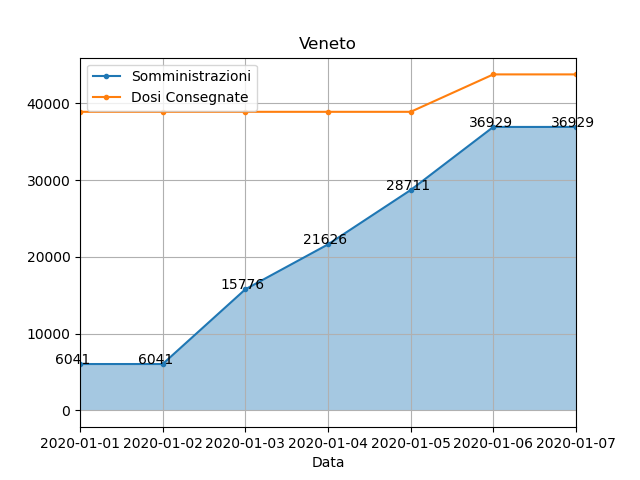 Veneto
Somministrazioni
Dosi Consegnate
40000
30000
20000
10000
0
6041
6041
15776
21626
28711
36929
36929
2020-01-01 2020-01-02 2020-01-03 2020-01-04 2020-01-05 2020-01-06 2020-01-07
Data